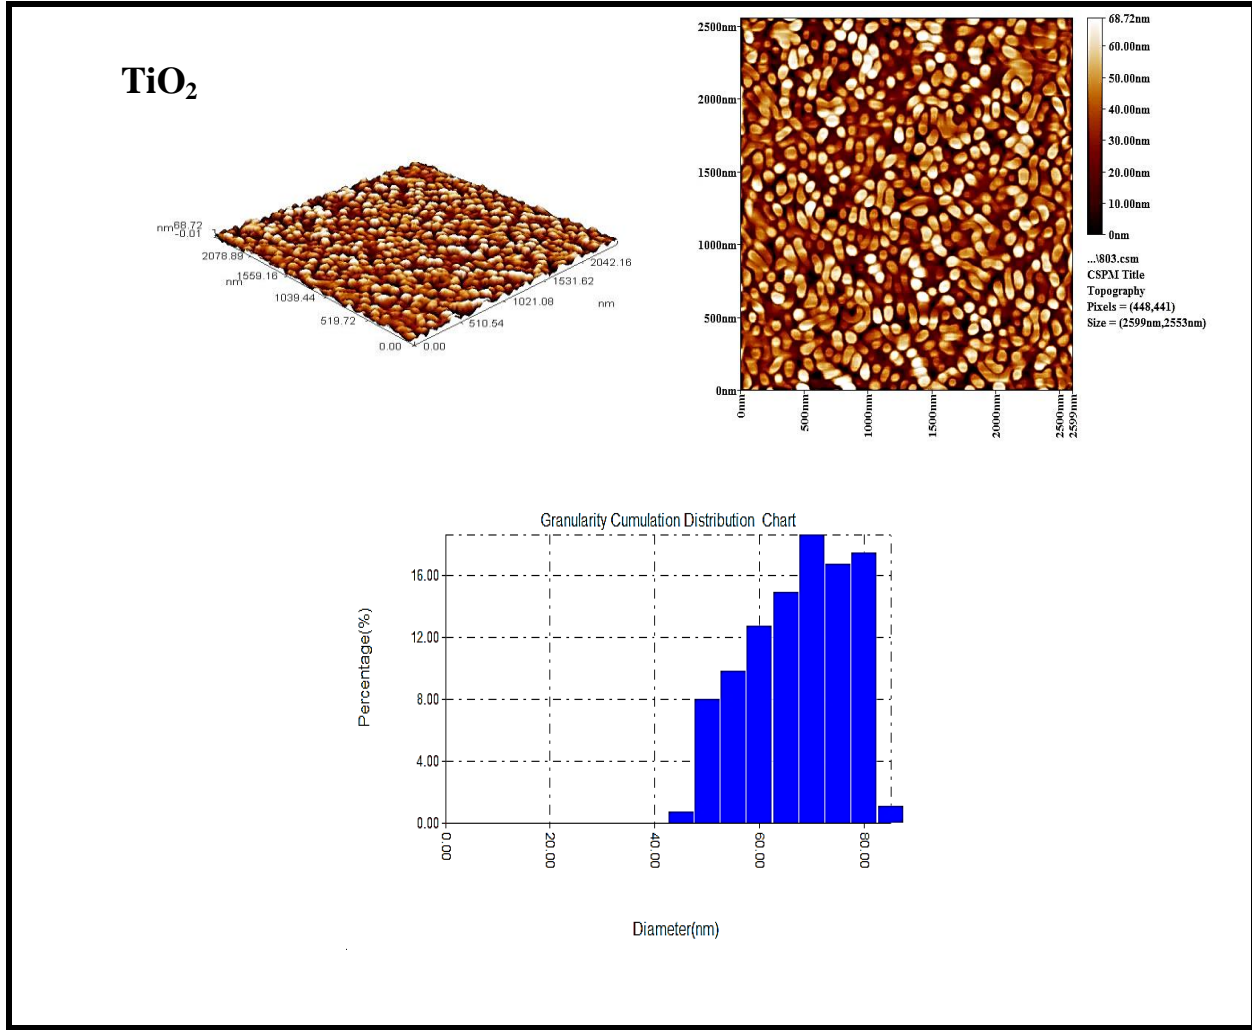 TiO2
nm 68.72
-0.01
2078.89
1559.16
nm
1039.44
519.72
0.00
0.00
510.54
1021.08
1531.62
2042.16
nm
2500nm
2000nm
1500nm
1000nm
500nm
0nm
0nm
500nm
1000nm
1500nm
2000nm
2500nm
2599nm
68.72nm
60.00nm
50.00nm
40.00nm
30.00nm
20.00nm
10.00nm
0nm
...\803.csm
CSPM Title
Topography
Pixels = (448,441)
Size = (2599nm,2553nm)
Granularity Cumulation Distribution Chart
Percentage(%)
16.00
12.00
8.00
4.00
0.00
0.00
20.00
40.00
60.00
80.00
Diameter(nm)